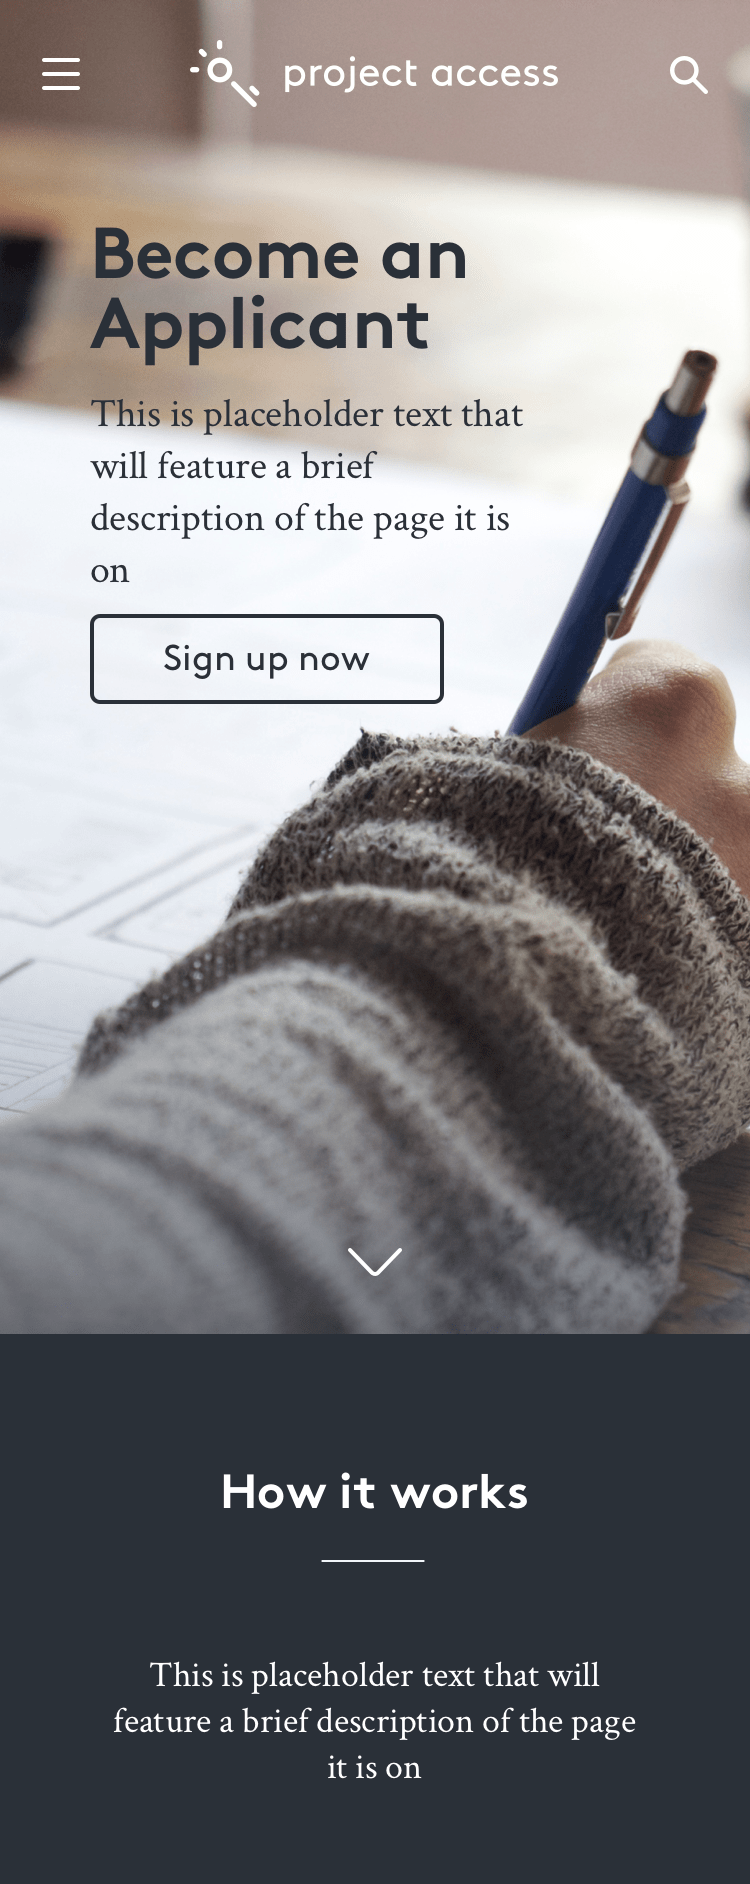 project access
Become an
Applicant
This is placeholder text that
will feature a brief
description of the page it is
on
Sign up now
How it works
This is placeholder text that will
feature a brief description of the page
it is on